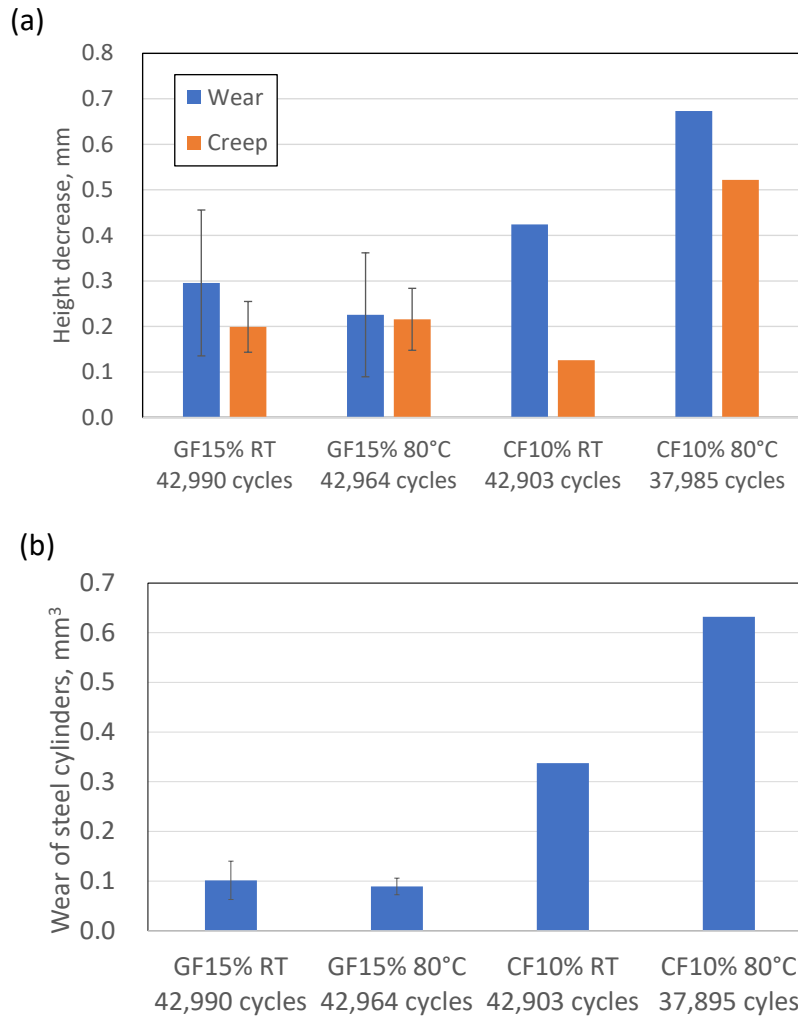 (a)
Height decrease, mm
0.8
0.7
0.6
0.5
0.4
0.3
0.2
0.1
0.0
Wear
Creep
GF15% RT
42,990 cycles
GF15% 80°C
42,964 cycles
CF10% RT
42,903 cycles
CF10% 80°C
37,985 cycles
(b)
Wear of steel cylinders, mm³
0.7
0.6
0.5
0.4
0.3
0.2
0.1
0.0
GF15% RT
42,990 cycles
GF15% 80°C
42,964 cycles
CF10% RT
42,903 cycles
CF10% 80°C
37,895 cyles